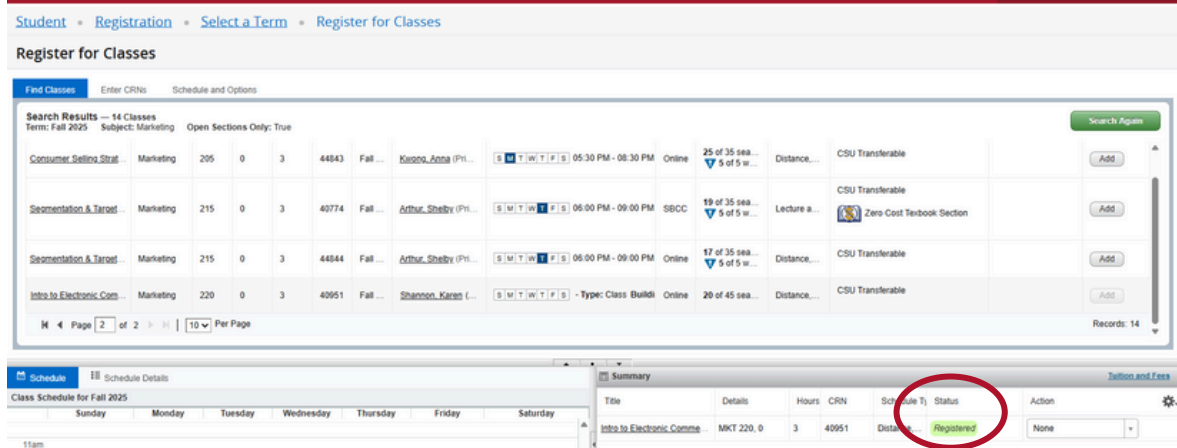 Student • Registration • Select a Term • Register for Classes
Register for Classes
Find Classes Enter CRNs Schedule and Options
Search Results — 14 Classes
Term: Fall 2025 Subject: Marketing Open Sections Only: True
Search Again
Consumer Selling Strat... Marketing 205 0 3 44843 Fall ... Kwong, Anna (Pri... S M T W T F S 05:30 PM - 08:30 PM Online 25 of 35 sea... 5 of 5 w... Distance,... CSU Transferable Add
Segmentation & Target... Marketing 215 0 3 40774 Fall ... Arthur, Shelby (Pri... S M T W T F S 06:00 PM - 09:00 PM SBCC 19 of 35 sea... 5 of 5 w... Lecture a... CSU Transferable Zero Cost Texbook Section Add
Segmentation & Target... Marketing 215 0 3 44844 Fall ... Arthur, Shelby (Pri... S M T W T F S 06:00 PM - 09:00 PM Online 17 of 35 sea... 5 of 5 w... Distance,... CSU Transferable Add
Intro to Electronic Com... Marketing 220 0 3 40951 Fall ... Shannon, Karen (... S M T W T F S - Type: Class Buildi Online 20 of 45 sea... Distance,... CSU Transferable Add
Page 2 of 2 10 Per Page Records: 14
Schedule Schedule Details
Class Schedule for Fall 2025
Sunday Monday Tuesday Wednesday Thursday Friday Saturday
11am
Summary Tuition and Fees
Title Details Hours CRN Schedule Ty Status Action
Intro to Electronic Comme... MKT 220, 0 3 40951 Distance,... Registered None